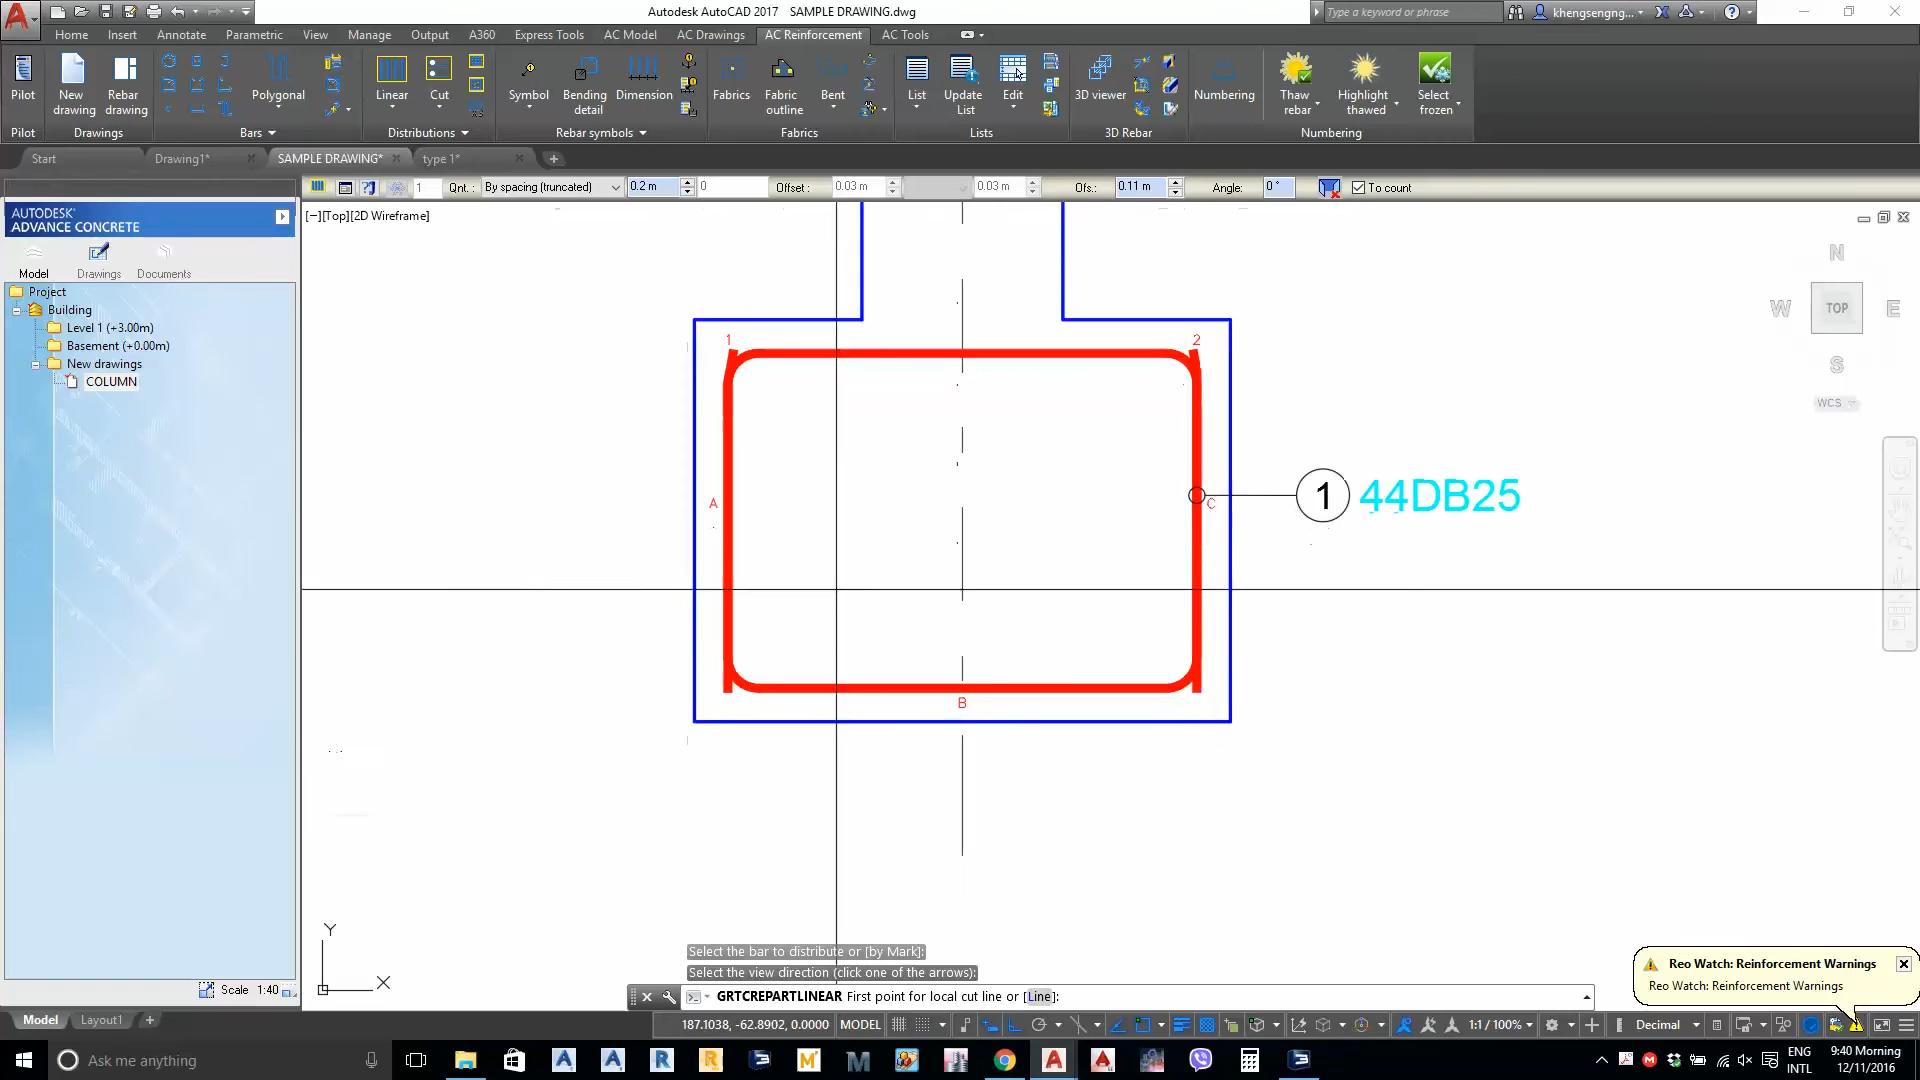 Autodesk AutoCAD 2017 SAMPLE DRAWING.dwg
Type a keyword or phrase
khengsengng...
Home Insert Annotate Parametric View Manage Output A360 Express Tools AC Model AC Drawings AC Reinforcement AC Tools
Pilot New drawing Rebar drawing Polygonal Linear Cut Symbol Bending detail Dimension Fabrics Fabric outline Bent List Update List Edit 3D viewer Numbering Thaw rebar Highlight thawed Select frozen
Pilot Drawings Bars Distributions Rebar symbols Fabrics Lists 3D Rebar Numbering
Start Drawing1* SAMPLE DRAWING* type 1*
1 Qnt. : By spacing (truncated) 0.2 m 0 Offset : 0.03 m 0.03 m Ofs.: 0.11 m Angle: 0 ° To count
AUTODESK®
ADVANCE CONCRETE
Model Drawings Documents
Project
Building
Level 1 (+3.00m)
Basement (+0.00m)
New drawings
COLUMN
Scale 1:40
[−][Top][2D Wireframe]
N
W TOP E
S
WCS
1 2
A C
1 44DB25
B
Y
X
Select the bar to distribute or [by Mark]:
Select the view direction (click one of the arrows):
GRTCREPARTLINEAR First point for local cut line or [Line]:
Reo Watch: Reinforcement Warnings
Reo Watch: Reinforcement Warnings
Model Layout1
187.1038, -62.8902, 0.0000 MODEL 1:1 / 100% Decimal
Ask me anything
ENG
INTL
9:40 Morning
12/11/2016